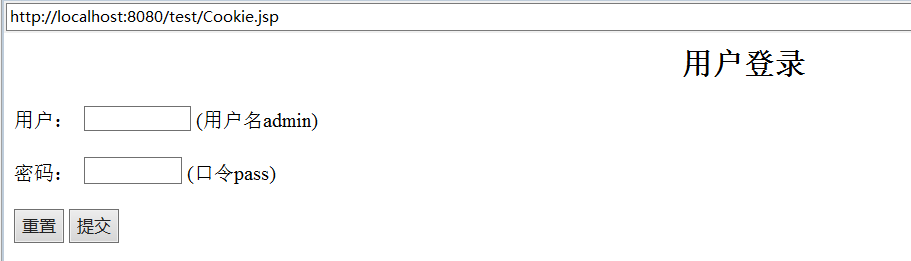 http://localhost:8080/test/Cookie.jsp
用户登录
用户： (用户名admin)
密码： (口令pass)
重置 提交